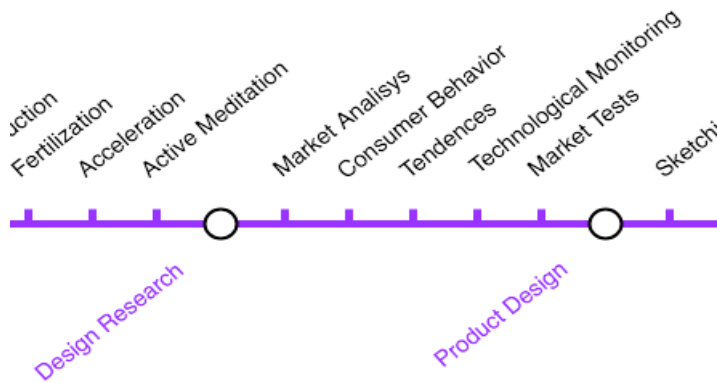 Fertilization
Acceleration
Active Meditation
Market Analisys
Consumer Behavior
Tendences
Technological Monitoring
Market Tests
Design Research
Product Design